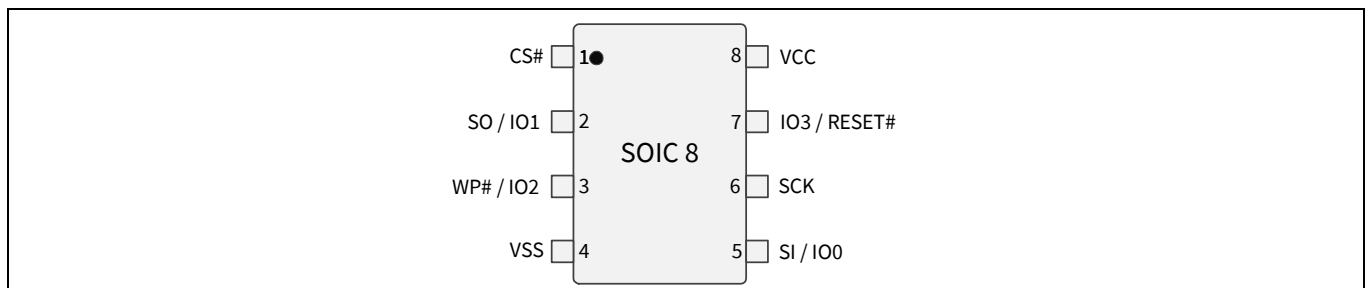 CS# 1 8 VCC
SO / IO1 2 7 IO3 / RESET#
SOIC 8
WP# / IO2 3 6 SCK
VSS 4 5 SI / IO0